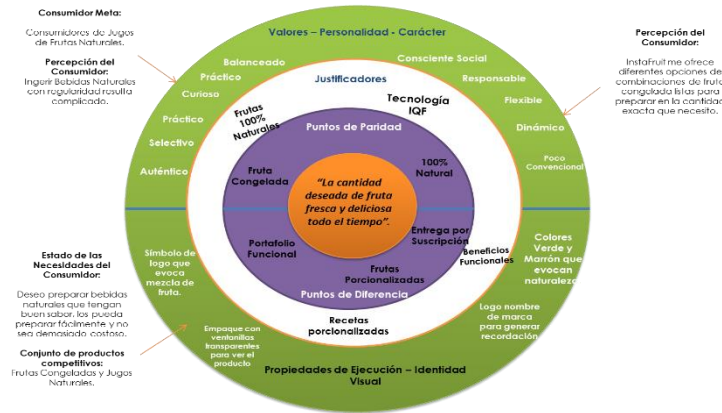 Consumidor Meta:
Consumidores de Jugos
de Frutas Naturales.
Percepción del
Consumidor:
Ingerir Bebidas Naturales
con regularidad resulta
complicado.
Valores – Personalidad - Carácter
Balanceado
Práctico
Curioso
Práctico
Selectivo
Auténtico
Consciente Social
Responsable
Flexible
Dinámico
Poco
Convencional
Percepción del
Consumidor:
InstaFruit me ofrece
diferentes opciones de
combinaciones de fruta
congelada listas para
preparar en la cantidad
exacta que necesito.
Justificadores
Frutas
100%
Naturales
Tecnología
IQF
Puntos de Paridad
Fruta
Congelada
100%
Natural
“La cantidad
deseada de fruta
fresca y deliciosa
todo el tiempo”.
Portafolio
Funcional
Entrega por
Suscripción
Frutas
Porcionalizadas
Puntos de Diferencia
Beneficios
Funcionales
Recetas
porcionalizadas
Estado de las
Necesidades del
Consumidor:
Deseo preparar bebidas
naturales que tengan
buen sabor, los pueda
preparar fácilmente y no
sea demasiado costoso.
Conjunto de productos
competitivos:
Frutas Congeladas y Jugos
Naturales.
Símbolo de
logo que
evoca
mezcla de
fruta.
Empaque con
ventanillas
transparentes
para ver el
producto
Colores
Verde y
Marrón que
evocan
naturaleza
Logo nombre
de marca
para generar
recordación
Propiedades de Ejecución – Identidad
Visual